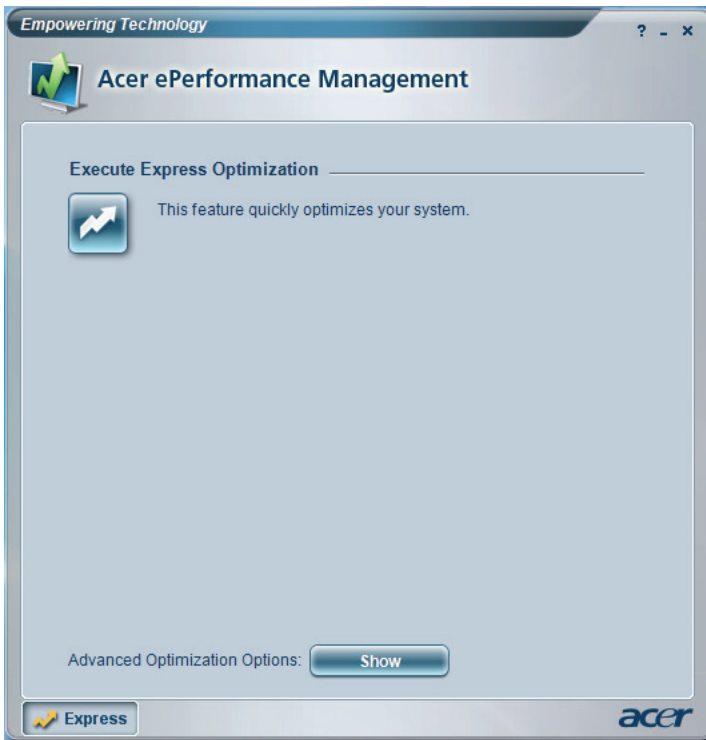 Empowering Technology
? - ×
Acer ePerformance Management
Execute Express Optimization
This feature quickly optimizes your system.
Advanced Optimization Options: Show
Express
acer